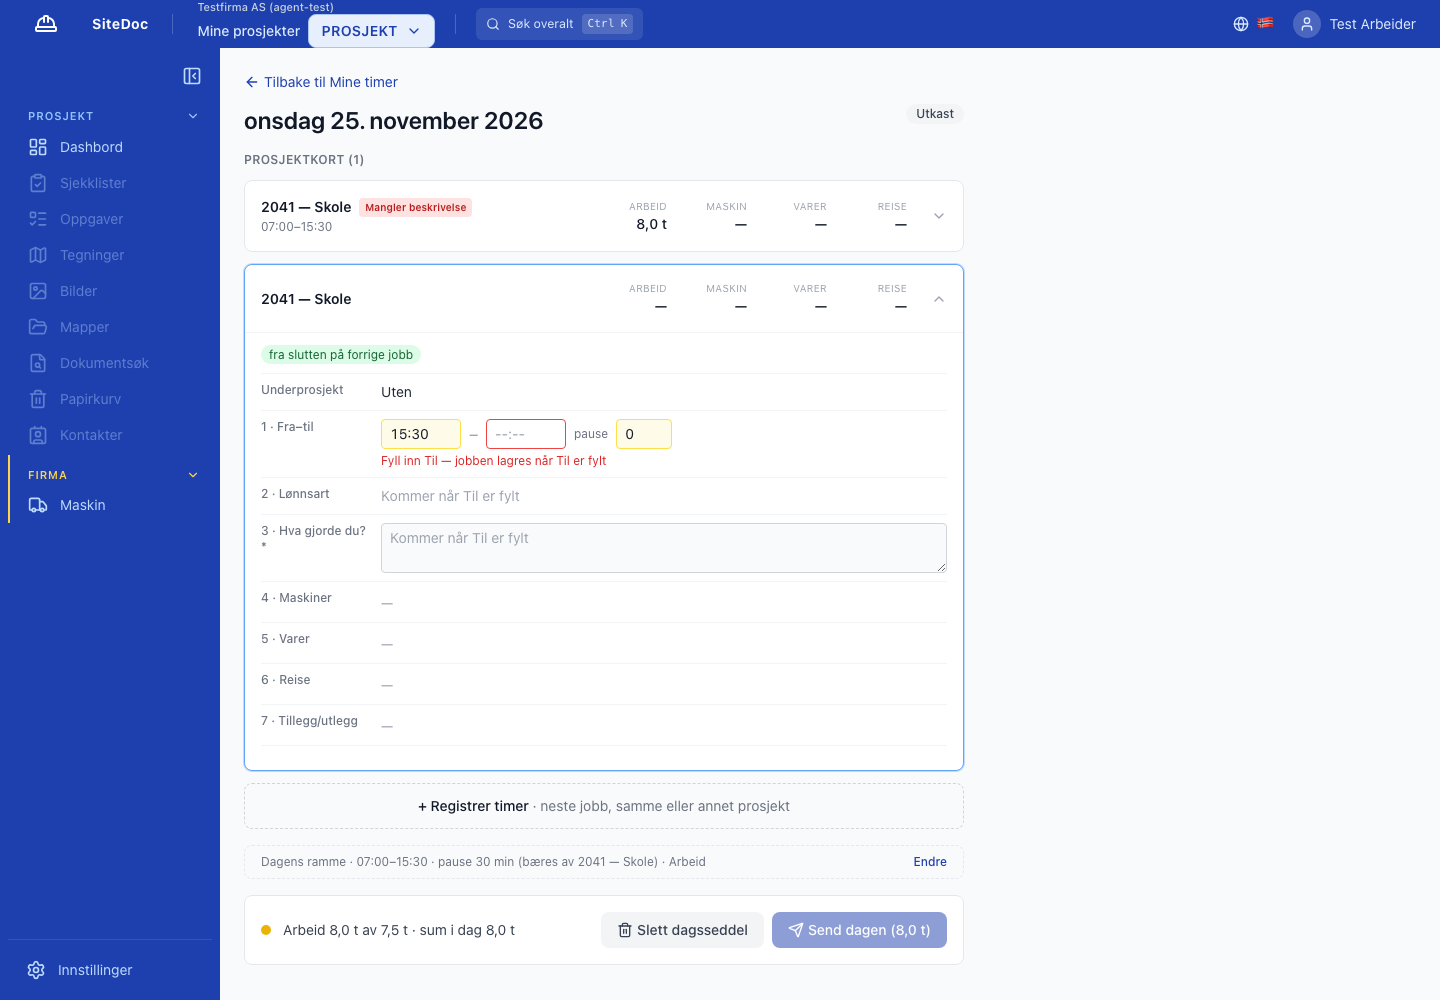 SiteDoc
Testfirma AS (agent-test)
Mine prosjekter
PROSJEKT
Søk overalt
Ctrl K
Test Arbeider
PROSJEKT
Dashbord
Sjekklister
Oppgaver
Tegninger
Bilder
Mapper
Dokumentsøk
Papirkurv
Kontakter
FIRMA
Maskin
Innstillinger
Tilbake til Mine timer
onsdag 25. november 2026
Utkast
PROSJEKTKORT (1)
2041 — Skole
Mangler beskrivelse
07:00–15:30
ARBEID
8,0 t
MASKIN
—
VARER
—
REISE
—
2041 — Skole
ARBEID
—
MASKIN
—
VARER
—
REISE
—
fra slutten på forrige jobb
Underprosjekt
Uten
1 · Fra–til
15:30
–
--:--
pause
0
Fyll inn Til — jobben lagres når Til er fylt
2 · Lønnsart
Kommer når Til er fylt
3 · Hva gjorde du?
*
Kommer når Til er fylt
4 · Maskiner
—
5 · Varer
—
6 · Reise
—
7 · Tillegg/utlegg
—
+ Registrer timer · neste jobb, samme eller annet prosjekt
Dagens ramme · 07:00–15:30 · pause 30 min (bæres av 2041 — Skole) · Arbeid
Endre
Arbeid 8,0 t av 7,5 t · sum i dag 8,0 t
Slett dagsseddel
Send dagen (8,0 t)